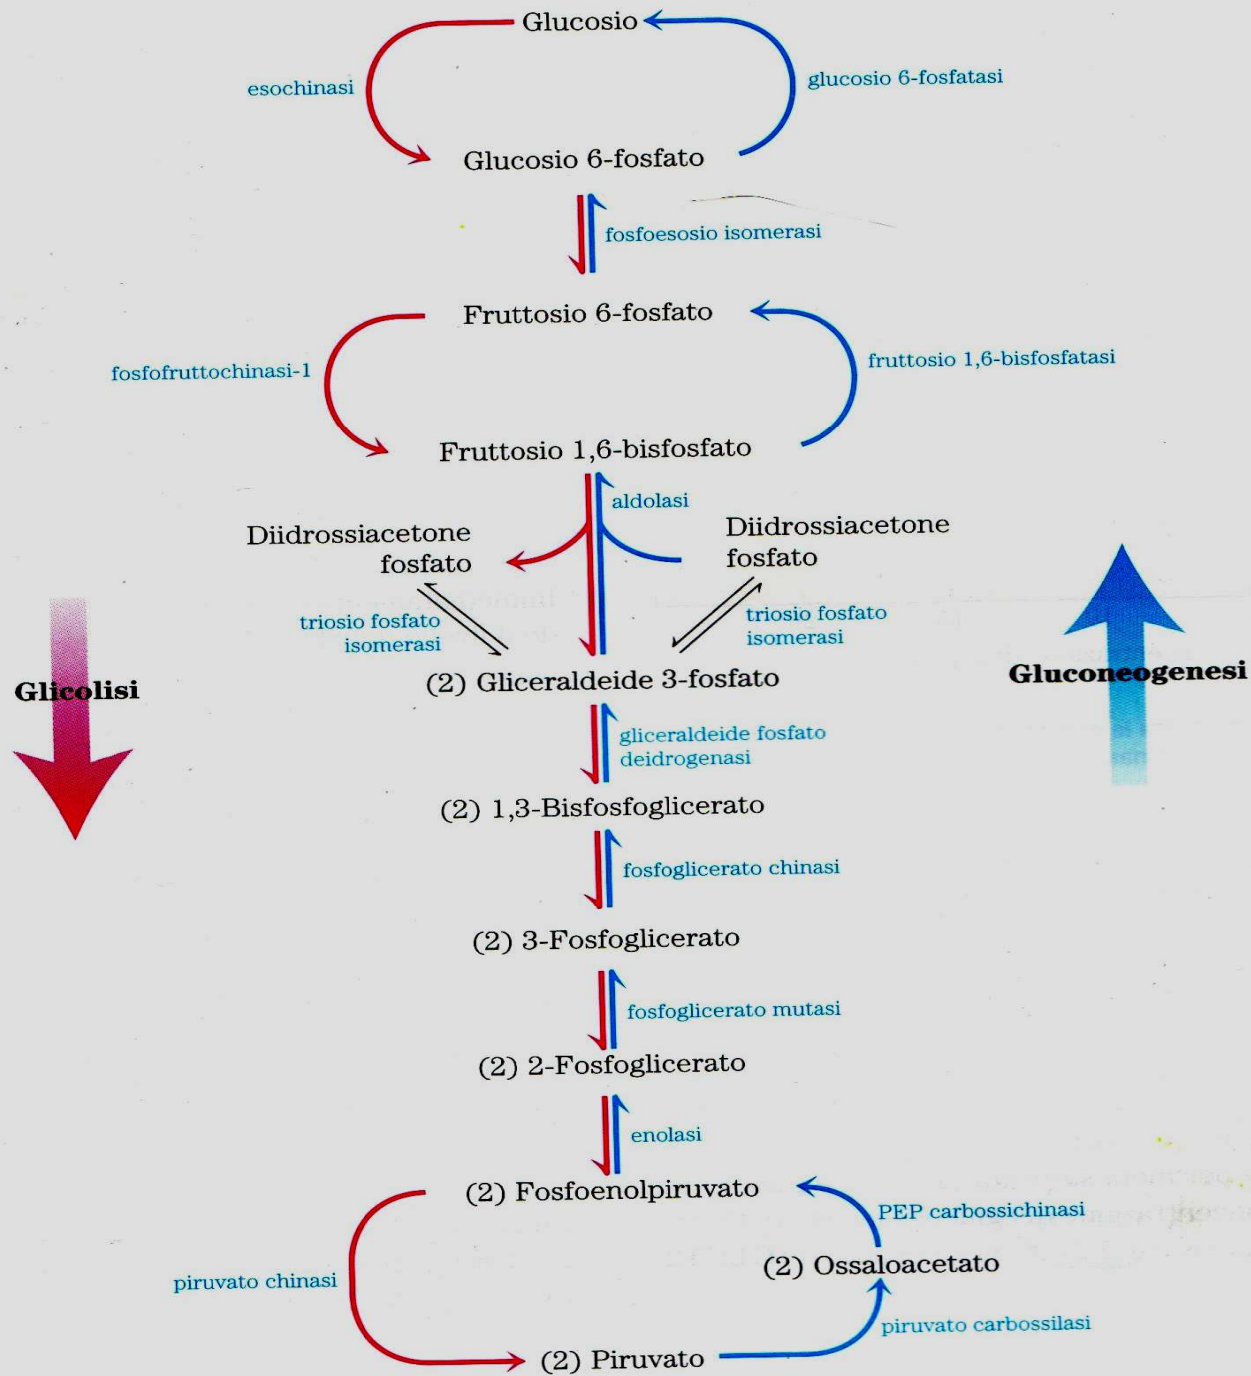 Glucosio
esochinasi
glucosio 6-fosfatasi
Glucosio 6-fosfato
fosfoesosio isomerasi
Fruttosio 6-fosfato
fosfofruttochinasi-1
fruttosio 1,6-bisfosfatasi
Fruttosio 1,6-bisfosfato
aldolasi
Diidrossiacetone
fosfato
Diidrossiacetone
fosfato
triosio fosfato
isomerasi
triosio fosfato
isomerasi
Glicolisi
(2) Gliceraldeide 3-fosfato
Gluconeogenesi
gliceraldeide fosfato
deidrogenasi
(2) 1,3-Bisfosfoglicerato
fosfoglicerato chinasi
(2) 3-Fosfoglicerato
fosfoglicerato mutasi
(2) 2-Fosfoglicerato
enolasi
(2) Fosfoenolpiruvato
PEP carbossichinasi
(2) Ossaloacetato
piruvato chinasi
piruvato carbossilasi
(2) Piruvato